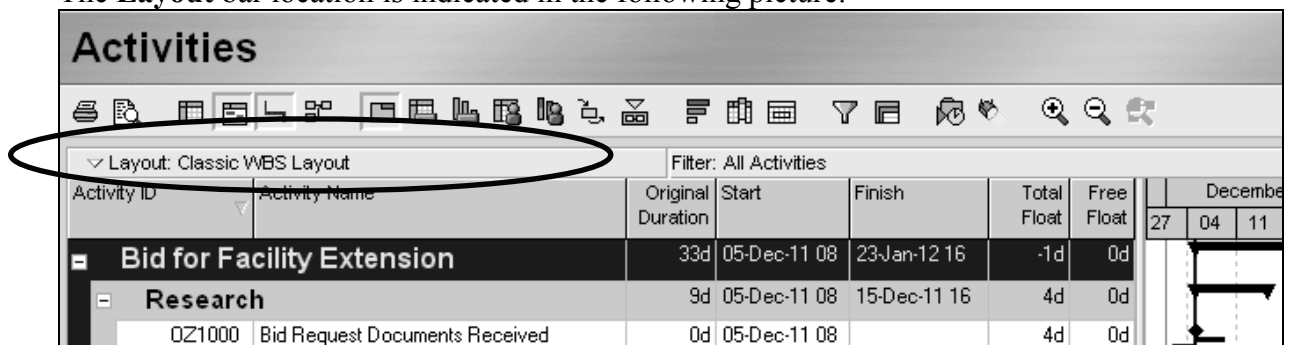 The Layout bar location is indicated in the following picture:
Activities
Layout: Classic WBS Layout Filter: All Activities
Activity ID Activity Name Original Duration Start Finish Total Float Free Float Decembe
27 04 11
Bid for Facility Extension 33d 05-Dec-11 08 23-Jan-12 16 -1d 0d
Research 9d 05-Dec-11 08 15-Dec-11 16 4d 0d
OZ1000 Bid Request Documents Received 0d 05-Dec-11 08 4d 0d